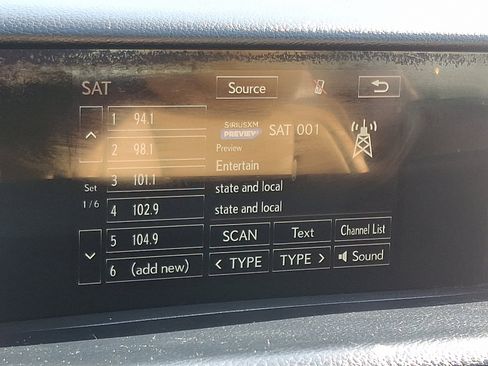 SAT
Source
1 94.1
2 98.1
3 101.1
4 102.9
5 104.9
6 (add new)
Set
1/6
SIRIUSXM
PREVIEW
SAT 001
Preview
Entertain
state and local
state and local
SCAN
Text
Channel List
< TYPE
TYPE >
Sound